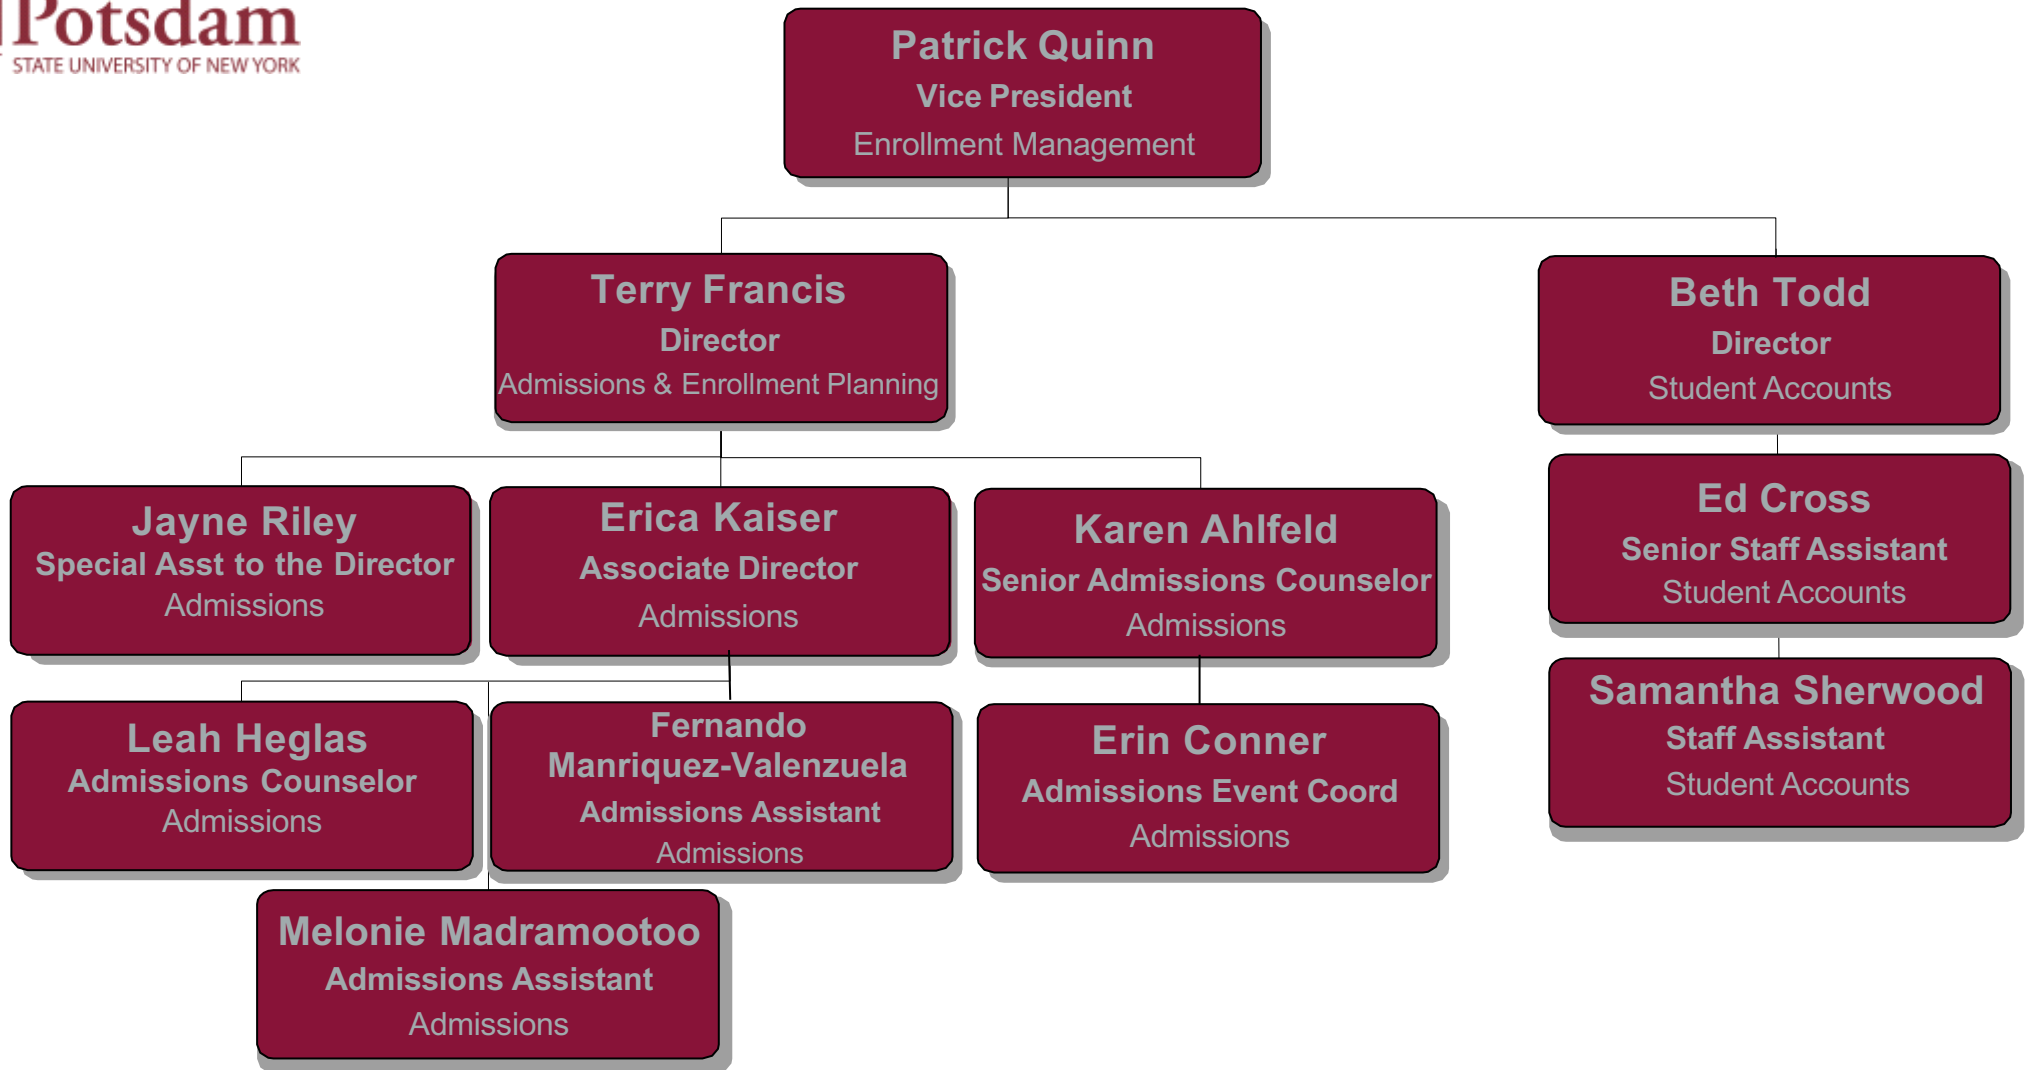 Potsdam
STATE UNIVERSITY OF NEW YORK
Patrick Quinn
Vice President
Enrollment Management
Terry Francis
Director
Admissions & Enrollment Planning
Beth Todd
Director
Student Accounts
Jayne Riley
Special Asst to the Director
Admissions
Erica Kaiser
Associate Director
Admissions
Karen Ahlfeld
Senior Admissions Counselor
Admissions
Ed Cross
Senior Staff Assistant
Student Accounts
Leah Heglas
Admissions Counselor
Admissions
Fernando
Manriquez-Valenzuela
Admissions Assistant
Admissions
Erin Conner
Admissions Event Coord
Admissions
Samantha Sherwood
Staff Assistant
Student Accounts
Melonie Madramootoo
Admissions Assistant
Admissions